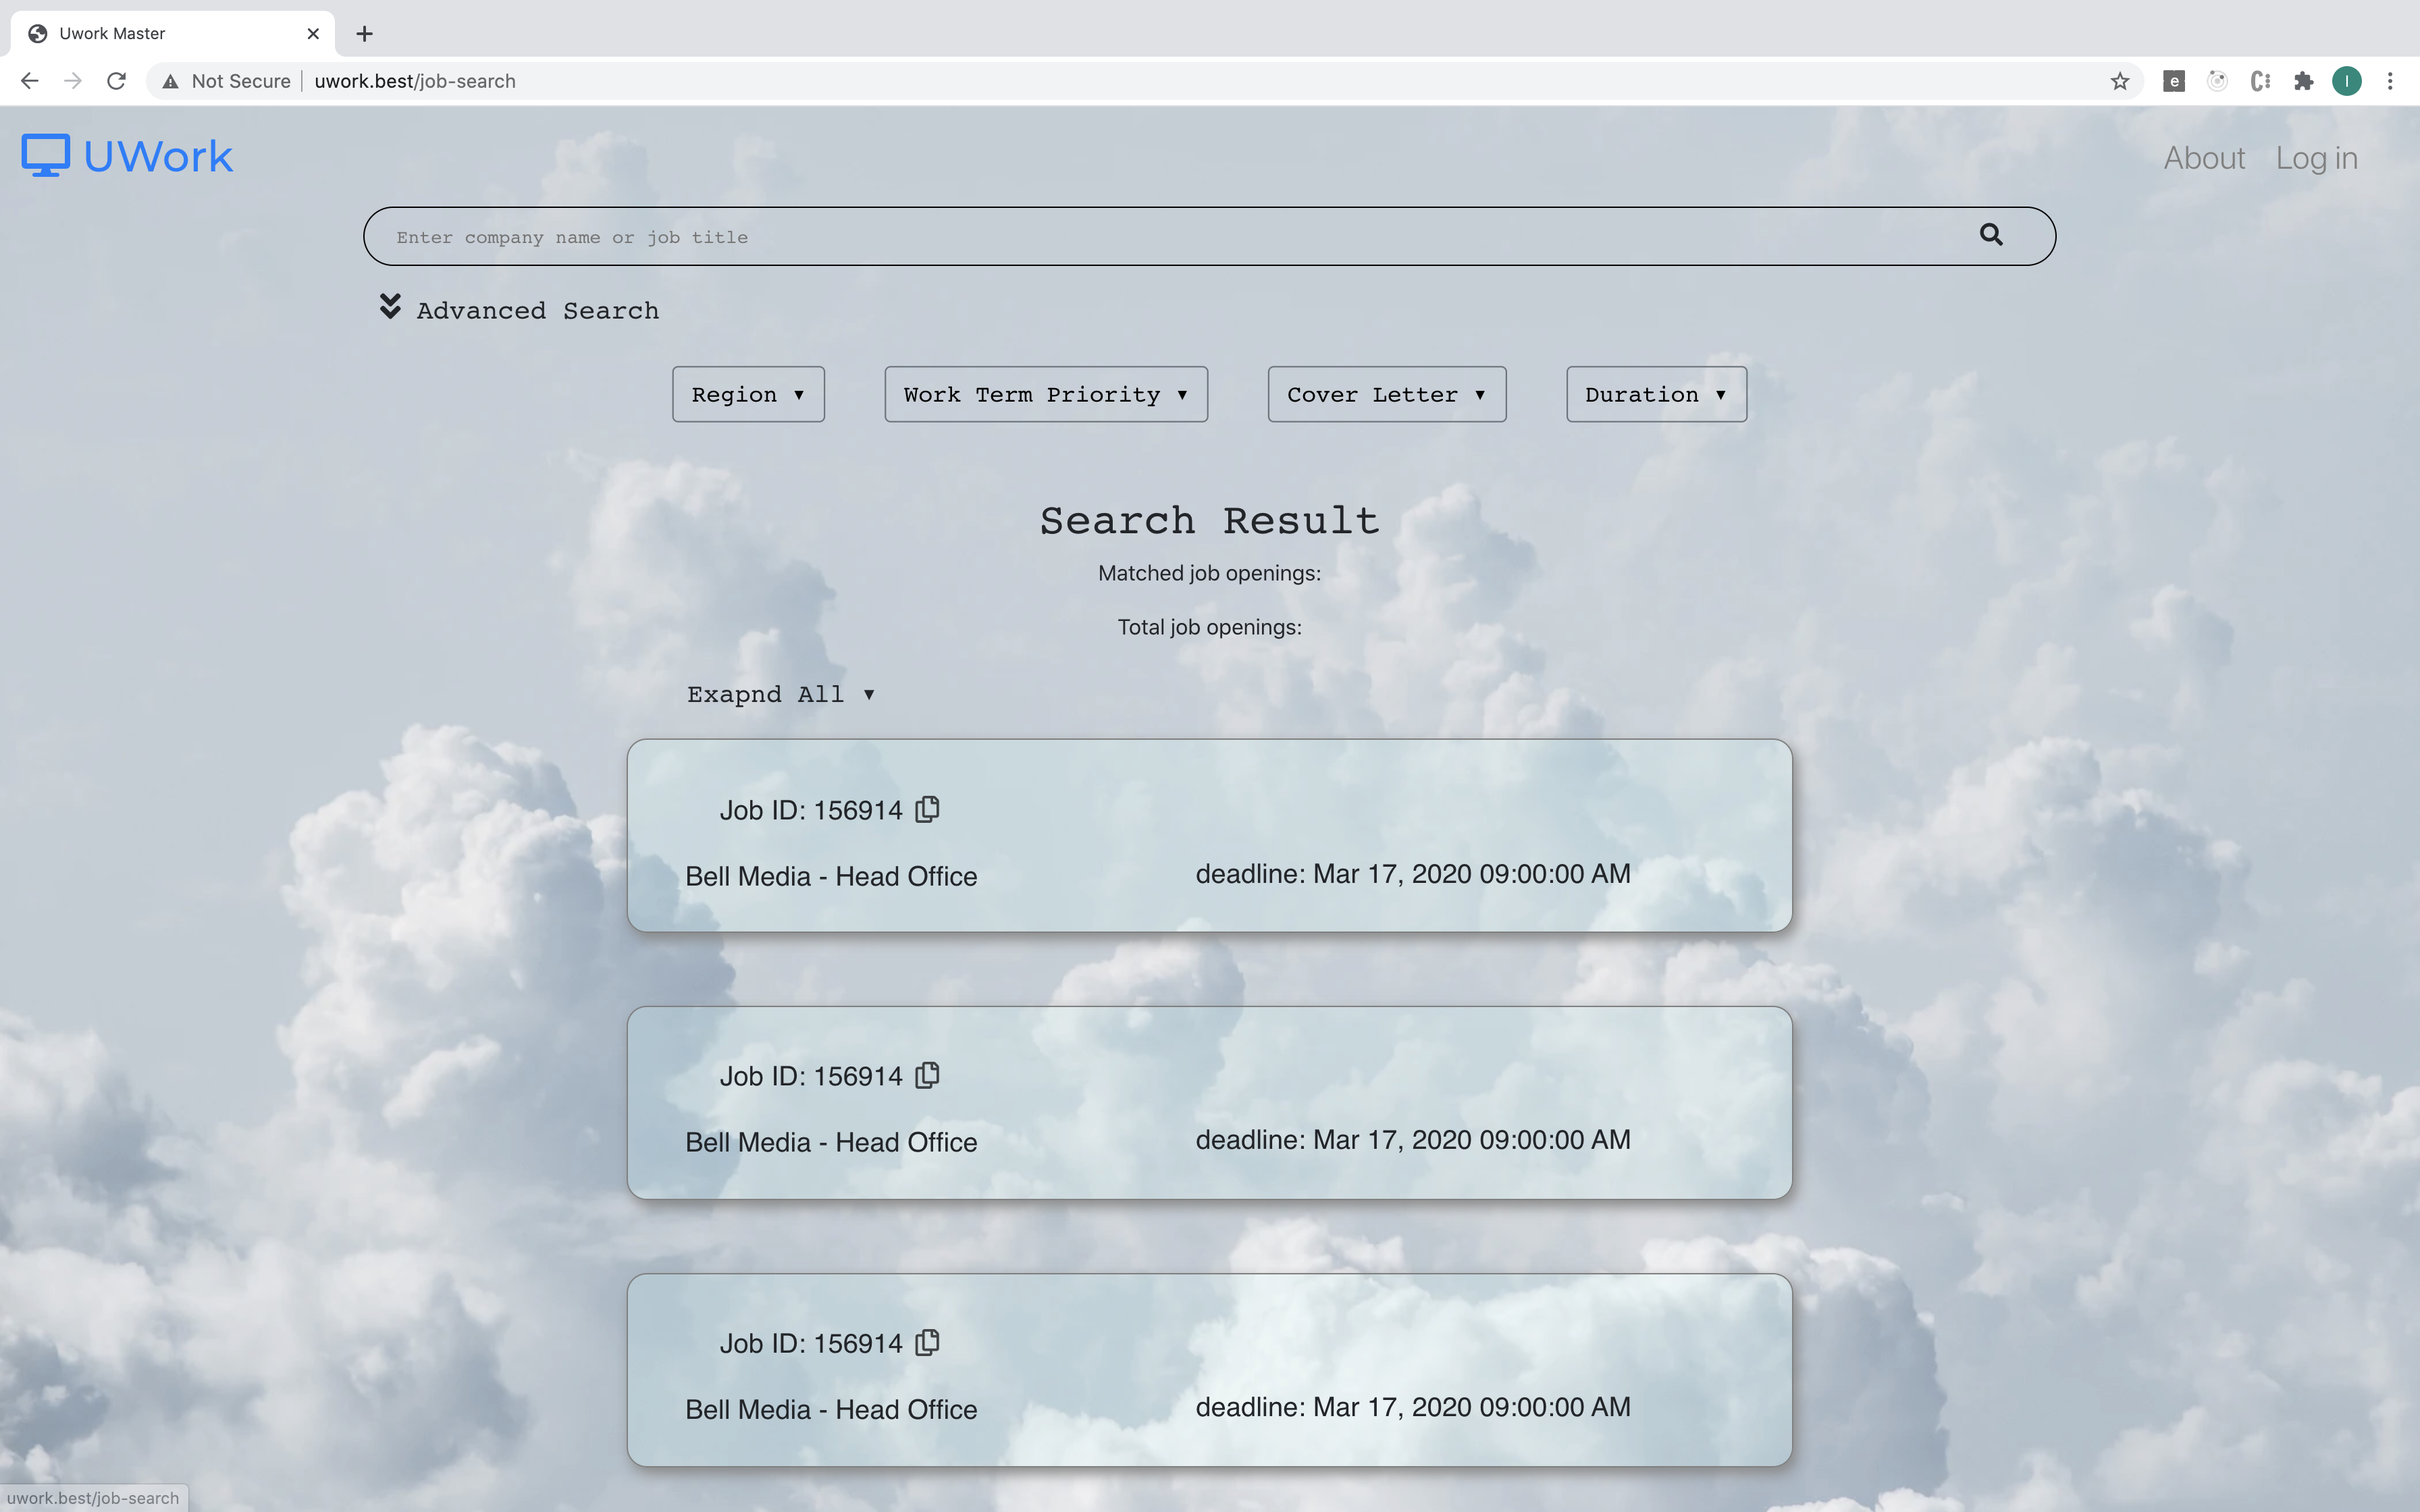 Uwork Master
Not Secure uwork.best/job-search
e
I
UWork
About Log in
Enter company name or job title
Advanced Search
Region ▼ Work Term Priority ▼ Cover Letter ▼ Duration ▼
Search Result
Matched job openings:
Total job openings:
Exapnd All ▼
Job ID: 156914
Bell Media - Head Office deadline: Mar 17, 2020 09:00:00 AM
Job ID: 156914
Bell Media - Head Office deadline: Mar 17, 2020 09:00:00 AM
Job ID: 156914
Bell Media - Head Office deadline: Mar 17, 2020 09:00:00 AM
uwork.best/job-search